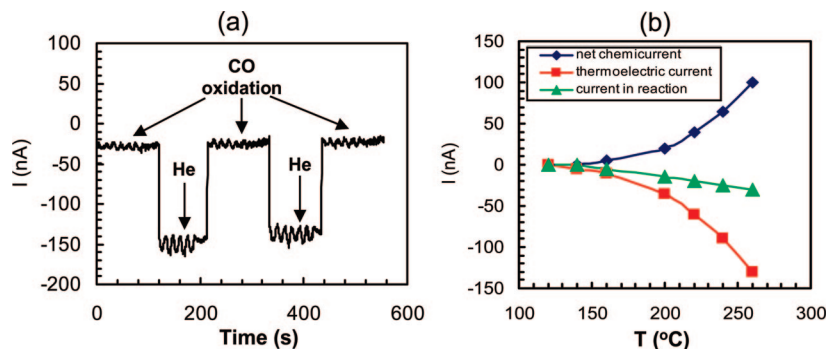 (a)
100
50
0
-50
-100
-150
-200
I (nA)
CO
oxidation
He
He
0
200
400
600
Time (s)
(b)
150
100
50
0
-50
-100
-150
I (nA)
net chemicurrent
thermoelectric current
current in reaction
100
150
200
250
300
T (ºC)